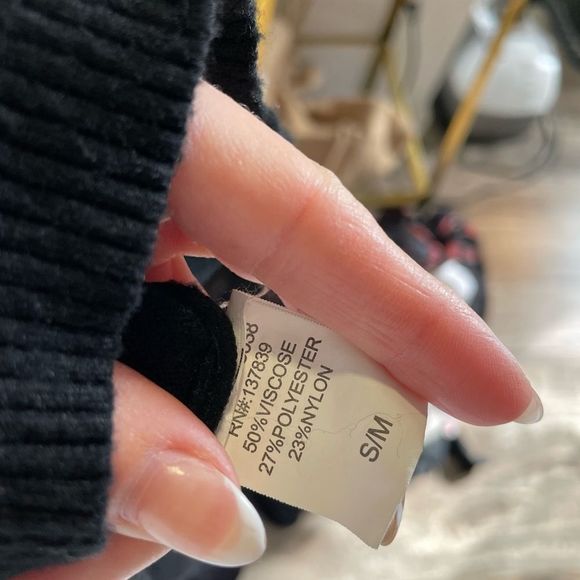 RN#:137839
50%VISCOSE
27%POLYESTER
23%NYLON
S/M